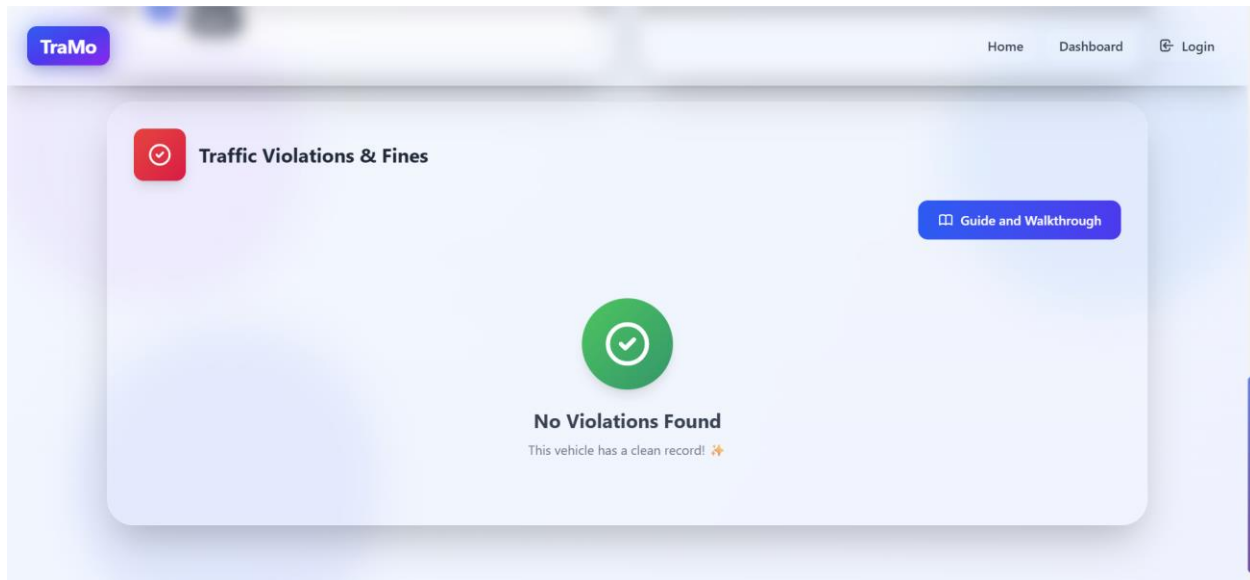 TraMo
Home
Dashboard
Login
Traffic Violations & Fines
Guide and Walkthrough
No Violations Found
This vehicle has a clean record! ✨